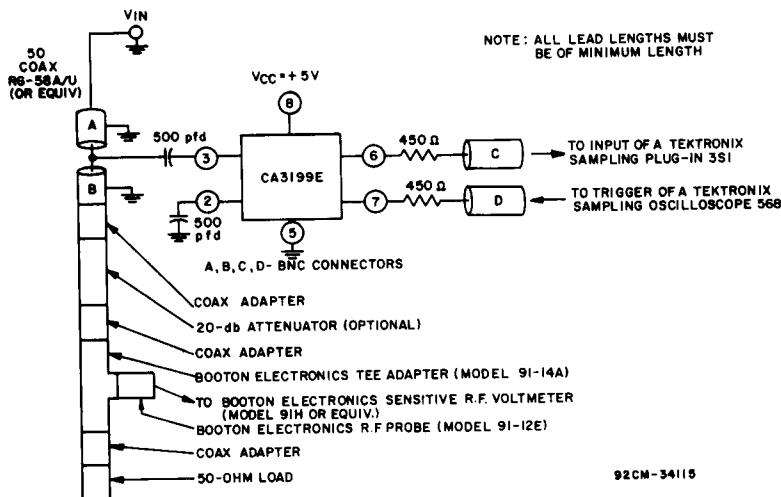 VIN
50
COAX
RG-58A/U
(OR EQUIV)
NOTE: ALL LEAD LENGTHS MUST
BE OF MINIMUM LENGTH
VCC=+5V
8
A
500
pfd
3
CA3199E
6
450 Ω
C
TO INPUT OF A TEKTRONIX
SAMPLING PLUG-IN 3S1
B
2
500
pfd
7
450 Ω
D
TO TRIGGER OF A TEKTRONIX
SAMPLING OSCILLOSCOPE 568
5
A,B,C,D- BNC CONNECTORS
COAX ADAPTER
20-db ATTENUATOR (OPTIONAL)
COAX ADAPTER
BOOTON ELECTRONICS TEE ADAPTER (MODEL 91-14A)
TO BOOTON ELECTRONICS SENSITIVE R.F. VOLTMETER
(MODEL 91H OR EQUIV.)
BOOTON ELECTRONICS R.F PROBE (MODEL 91-12E)
COAX ADAPTER
50-OHM LOAD
92CM-34115